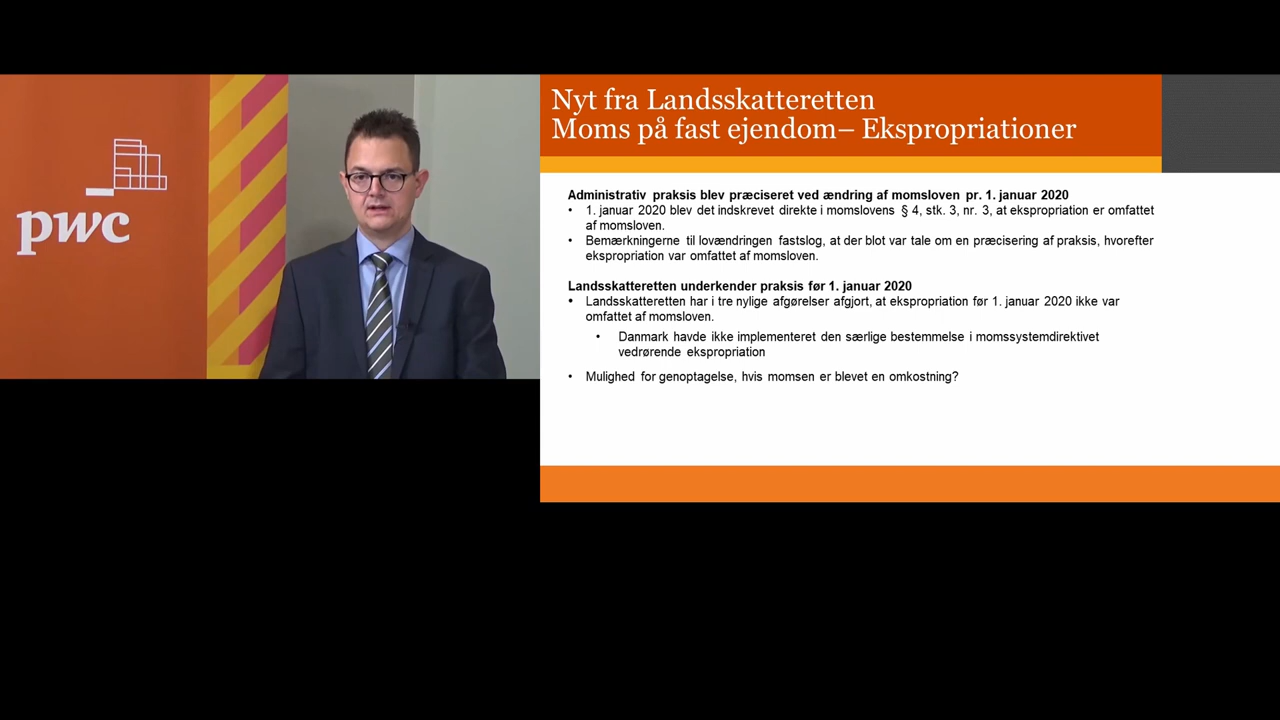 pwc
Nyt fra Landsskatteretten
Moms på fast ejendom– Ekspropriationer
Administrativ praksis blev præciseret ved ændring af momsloven pr. 1. januar 2020
• 1. januar 2020 blev det indskrevet direkte i momslovens § 4, stk. 3, nr. 3, at ekspropriation er omfattet
af momsloven.
• Bemærkningerne til lovændringen fastslog, at der blot var tale om en præcisering af praksis, hvorefter
ekspropriation var omfattet af momsloven.
Landsskatteretten underkender praksis før 1. januar 2020
• Landsskatteretten har i tre nylige afgørelser afgjort, at ekspropriation før 1. januar 2020 ikke var
omfattet af momsloven.
• Danmark havde ikke implementeret den særlige bestemmelse i momssystemdirektivet
vedrørende ekspropriation
• Mulighed for genoptagelse, hvis momsen er blevet en omkostning?